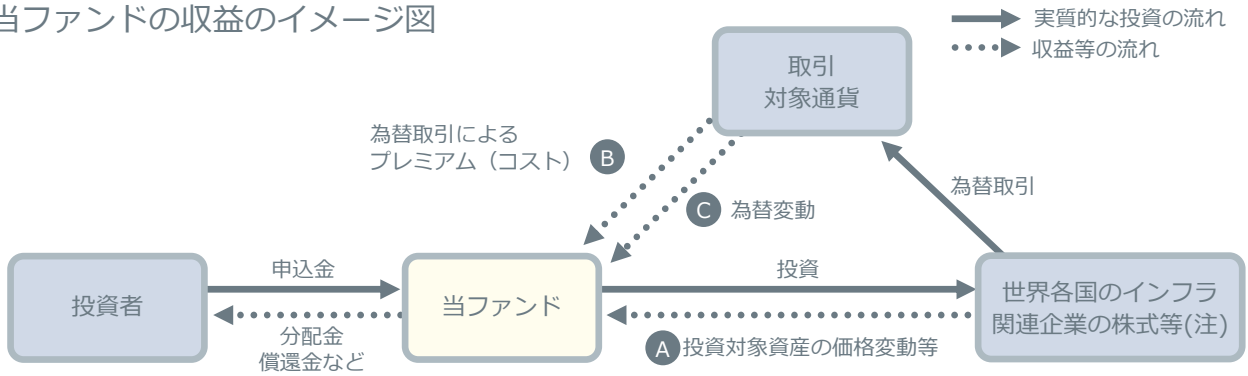 当ファンドの収益のイメージ図
実質的な投資の流れ
収益等の流れ
取引
対象通貨
為替取引による
プレミアム（コスト）
B
C
為替変動
為替取引
投資者
申込金
分配金
償還金など
当ファンド
投資
A
投資対象資産の価格変動等
世界各国のインフラ
関連企業の株式等(注)